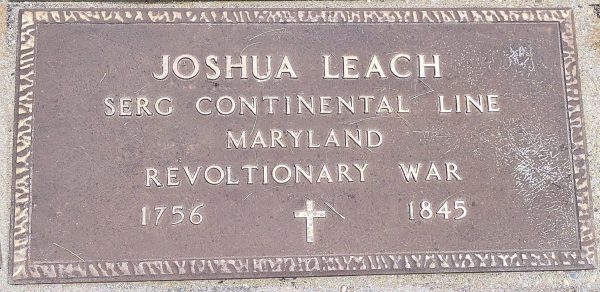 JOSHUA LEACH
SERG CONTINENTAL LINE
MARYLAND
REVOLTIONARY WAR
1756 1845